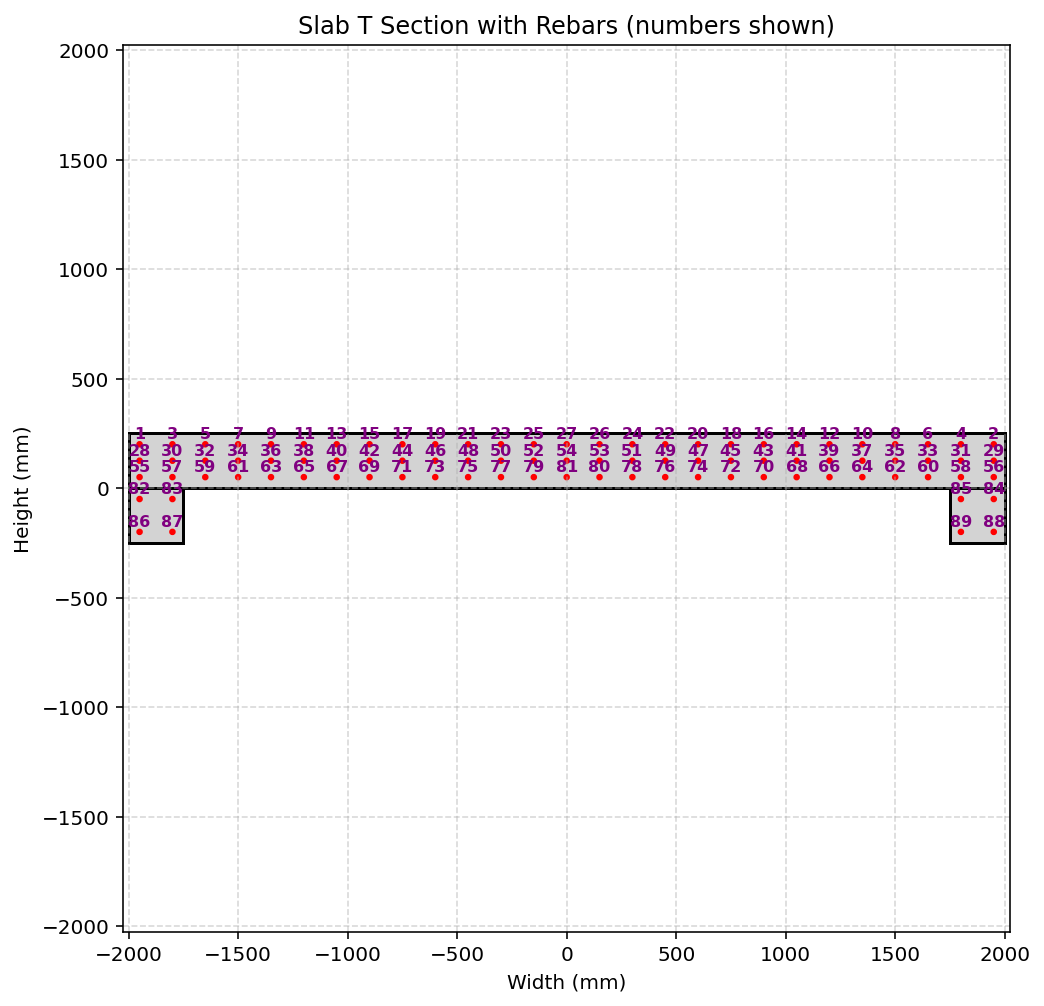 Slab T Section with Rebars (numbers shown)
2000
1500
1000
500
1 3 5 7 9 11 13 15 17 19 21 23 25 27 26 24 22 20 18 16 14 12 10 8 6 4 2
28 30 32 34 36 38 40 42 44 46 48 50 52 54 53 51 49 47 45 43 41 39 37 35 33 31 29
55 57 59 61 63 65 67 69 71 73 75 77 79 81 80 78 76 74 72 70 68 66 64 62 60 58 56
0
82 83 85 84
86 87 89 88
−500
−1000
−1500
−2000
−2000 −1500 −1000 −500 0 500 1000 1500 2000
Width (mm)
Height (mm)